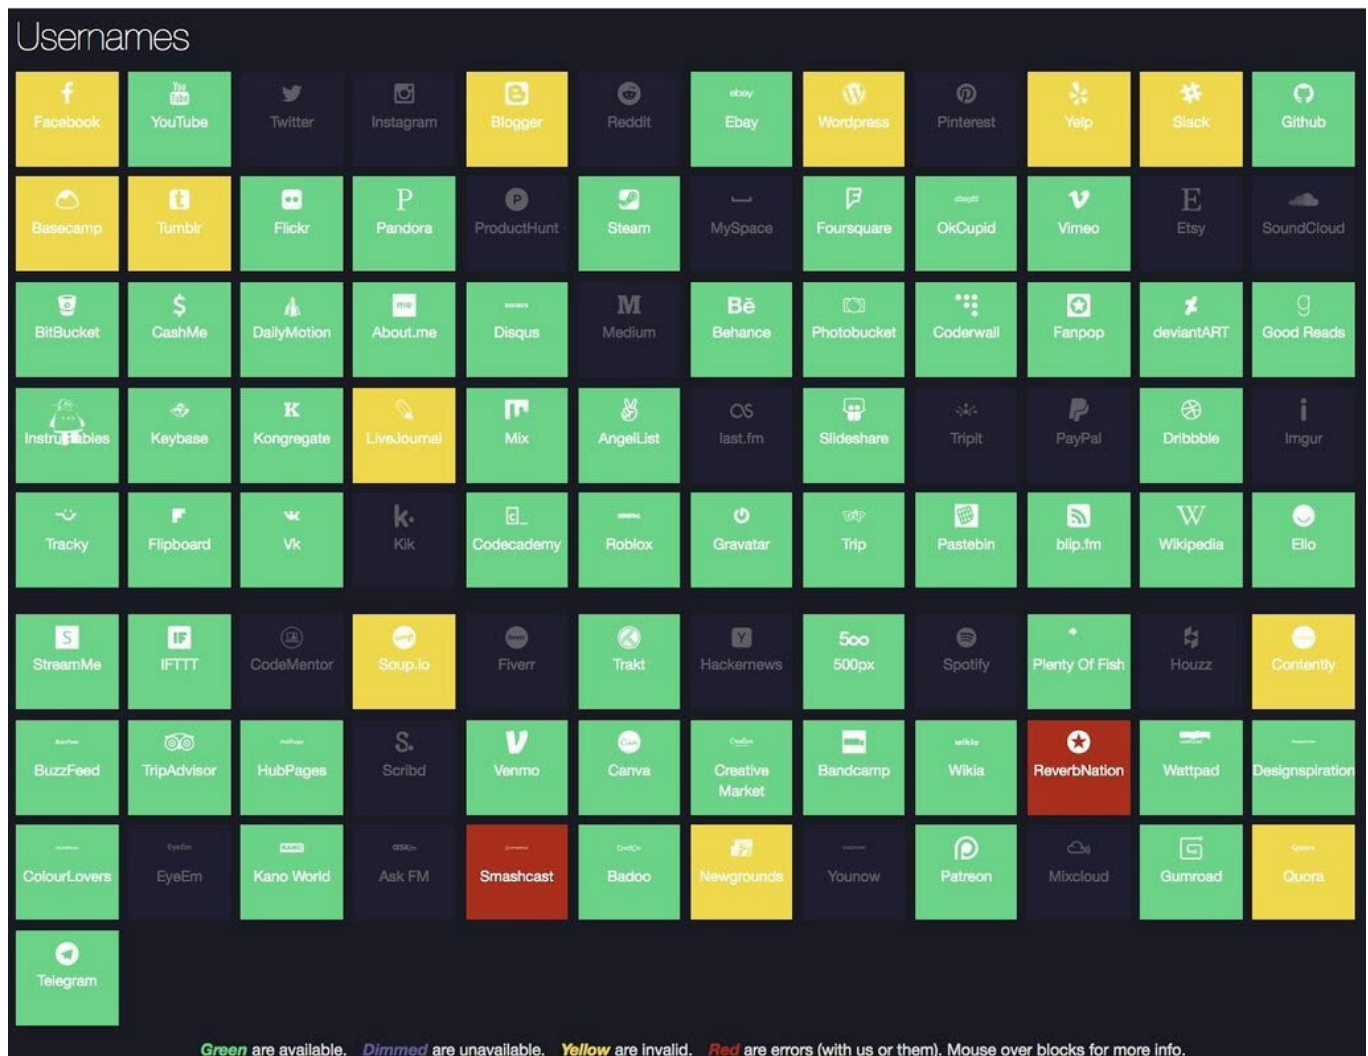 Usernames
Facebook YouTube Twitter Instagram Blogger Reddit ebay Ebay Wordpress Pinterest Yelp Slack Github
Basecamp Tumblr Flickr Pandora ProductHunt Steam MySpace Foursquare OkCupid Vimeo Etsy SoundCloud
BitBucket CashMe DailyMotion About.me Disqus Medium Behance Photobucket Coderwall Fanpop deviantART Good Reads
Instructables Keybase Kongregate LiveJournal Mix AngelList last.fm Slideshare TripIt PayPal Dribbble Imgur
Tracky Flipboard Vk Kik Codecademy Roblox Gravatar Trip Pastebin blip.fm Wikipedia Ello
StreamMe IFTTT CodeMentor Soup.io Fiverr Trakt Hackernews 500px Spotify Plenty Of Fish Houzz Contently
BuzzFeed TripAdvisor HubPages Scribd Venmo Canva Creative Market Bandcamp Wikia ReverbNation Wattpad Designspiration
ColourLovers EyeEm Kano World Ask FM Smashcast Badoo Newgrounds Younow Patreon Mixcloud Gumroad Quora
Telegram
Green are available. Dimmed are unavailable. Yellow are invalid. Red are errors (with us or them). Mouse over blocks for more info.